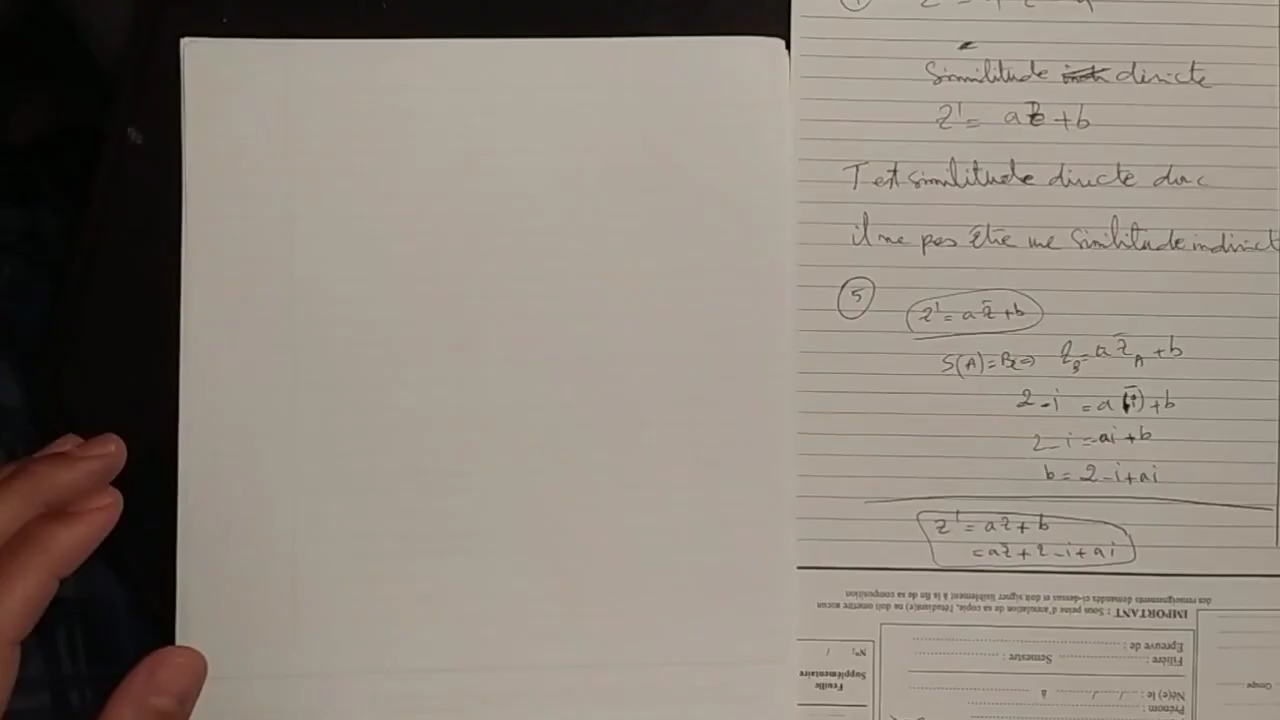 Similitude directe
z' = az + b
T est similitude directe donc
il ne pas être une similitude indirect
5
z' = az̄ + b
S(A) = B ⇔ z_B = a z̄_A + b
2 - i = a (i) + b
2 - i = ai + b
b = 2 - i + ai
z' = az + b
= az + 2 - i + ai
des renseignements demandés ci-dessus et doit signer lisiblement à la fin de sa composition
IMPORTANT : Sous peine d'annulation de sa copie, l'étudiant(e) ne doit omettre aucun
Epreuve de :
Filière : Semestre :
N°: /
Feuille Supplémentaire
Né(e) le : / / à
Prénom :
Groupe :